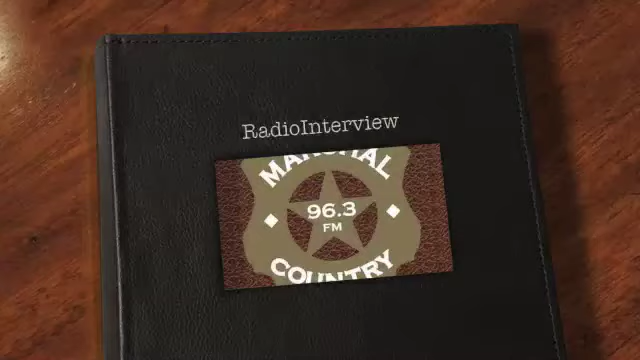 RadioInterview
MARSHAL
96.3
FM
COUNTRY